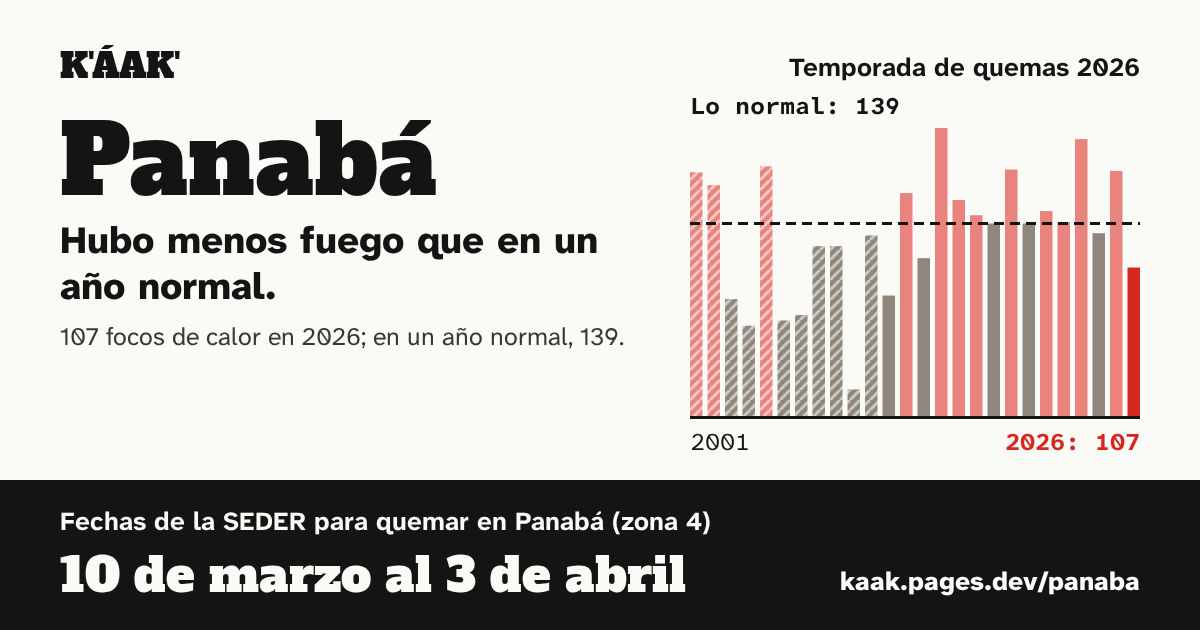 K'ÁAK'
Panabá
Hubo menos fuego que en un
año normal.
107 focos de calor en 2026; en un año normal, 139.
Temporada de quemas 2026
Lo normal: 139
2001
2026: 107
Fechas de la SEDER para quemar en Panabá (zona 4)
10 de marzo al 3 de abril
kaak.pages.dev/panaba